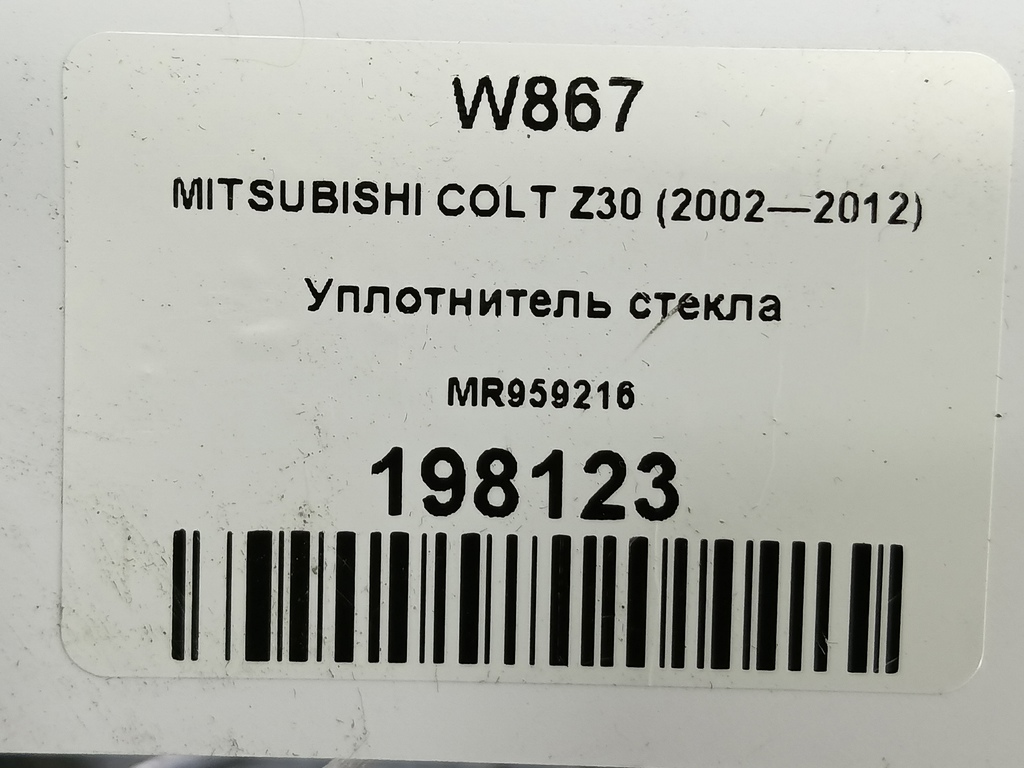 W867
MITSUBISHI COLT Z30 (2002—2012)
Уплотнитель стекла
MR959216
198123